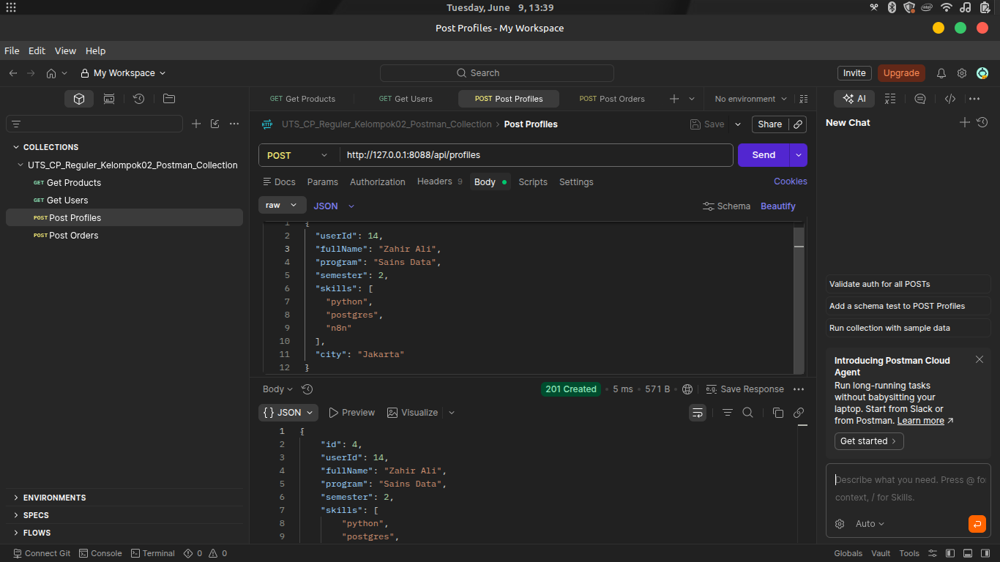 Tuesday, June 9, 13:39
Post Profiles - My Workspace
File Edit View Help
My Workspace
Search
Invite
Upgrade
GET Get Products
GET Get Users
POST Post Profiles
POST Post Orders
No environment
AI
UTS_CP_Reguler_Kelompok02_Postman_Collection > Post Profiles
Save
Share
New Chat
COLLECTIONS
UTS_CP_Reguler_Kelompok02_Postman_Collection
GET Get Products
GET Get Users
POST Post Profiles
POST Post Orders
ENVIRONMENTS
SPECS
FLOWS
HTTP
POST http://127.0.0.1:8088/api/profiles
Send
Docs Params Authorization Headers 9 Body Scripts Settings
Cookies
raw JSON
Schema Beautify
1 {
2 "userId": 14,
3 "fullName": "Zahir Ali",
4 "program": "Sains Data",
5 "semester": 2,
6 "skills": [
7 "python",
8 "postgres",
9 "n8n"
10 ],
11 "city": "Jakarta"
12 }
Body
201 Created • 5 ms • 571 B
e.g. Save Response
{} JSON Preview Visualize
1 {
2 "id": 4,
3 "userId": 14,
4 "fullName": "Zahir Ali",
5 "program": "Sains Data",
6 "semester": 2,
7 "skills": [
8 "python",
9 "postgres",
Validate auth for all POSTs
Add a schema test to POST Profiles
Run collection with sample data
Introducing Postman Cloud
Agent
Run long-running tasks
without babysitting your
laptop. Start from Slack or
from Postman. Learn more ↗
Get started >
Describe what you need. Press @ for
context, / for Skills.
Auto
Connect Git Console Terminal 0 0
Globals Vault Tools